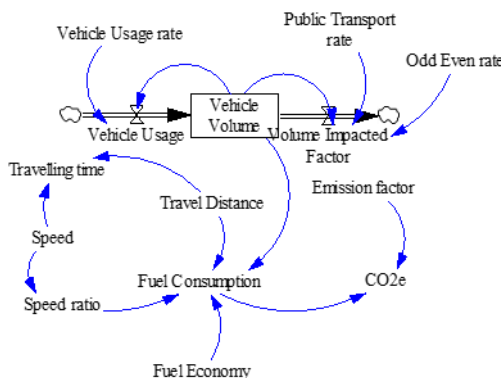 Public Transport
rate
Vehicle Usage rate
Odd Even rate
Vehicle
Volume
Vehicle Usage
Volume Impacted
Factor
Travelling time
Emission factor
Travel Distance
Speed
Fuel Consumption
CO2e
Speed ratio
Fuel Economy